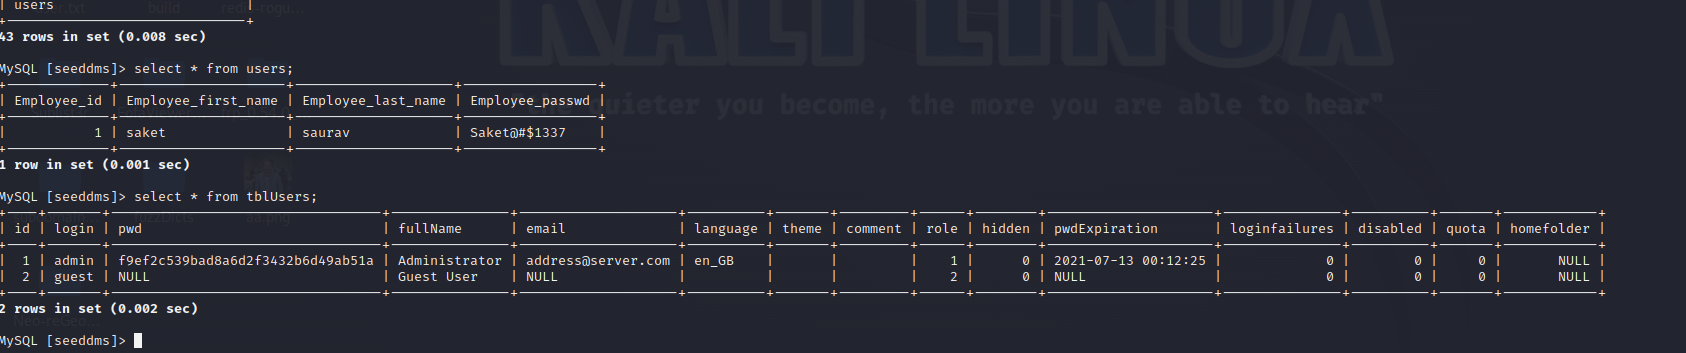 users |
43 rows in set (0.008 sec)
MySQL [seeddms]> select * from users;
| Employee_id | Employee_first_name | Employee_last_name | Employee_passwd |
| 1 | saket | saurav | Saket@#$1337 |
1 row in set (0.001 sec)
MySQL [seeddms]> select * from tblUsers;
| id | login | pwd | fullName | email | language | theme | comment | role | hidden | pwdExpiration | loginfailures | disabled | quota | homefolder |
| 1 | admin | f9ef2c539bad8a6d2f3432b6d49ab51a | Administrator | address@server.com | en_GB | | | 1 | 0 | 2021-07-13 00:12:25 | 0 | 0 | 0 | NULL |
| 2 | guest | NULL | Guest User | NULL | | | | 2 | 0 | NULL | 0 | 0 | 0 | NULL |
2 rows in set (0.002 sec)
MySQL [seeddms]>
KALI LINUX
"the quieter you become, the more you are able to hear"